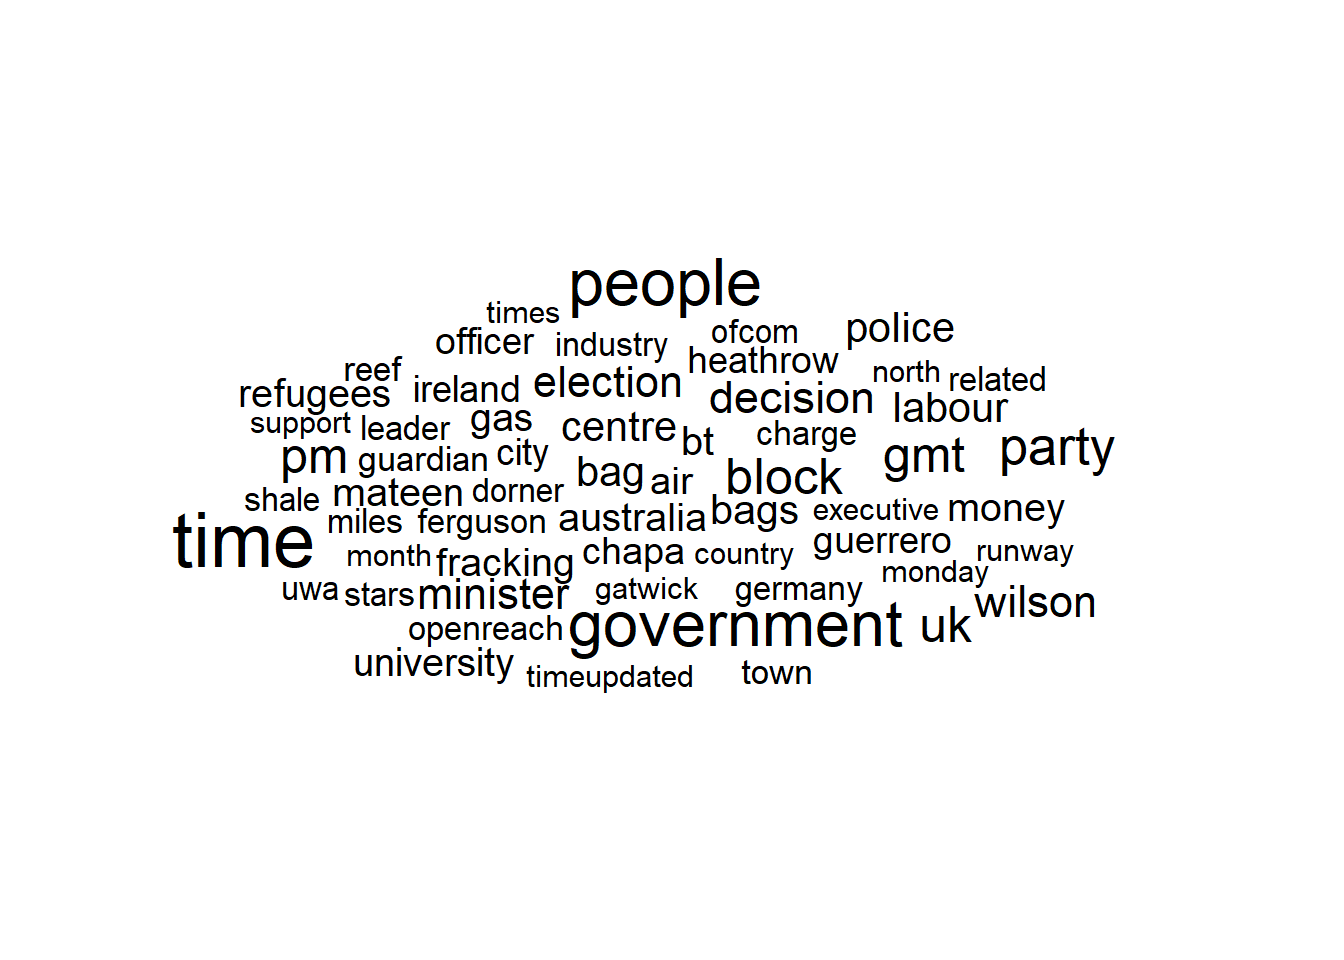 people
times
ofcom
police
officer
industry
heathrow
reef
north
related
refugees
ireland
election
decision
labour
support
leader
gas
centre
bt
charge
pm
guardian
city
bag
air
block
gmt
party
shale
mateen
dorner
time
miles
ferguson
australia
bags
executive
money
month
fracking
chapa
country
guerrero
runway
monday
uwa
stars
minister
gatwick
germany
wilson
openreach
government
uk
university
timeupdated
town